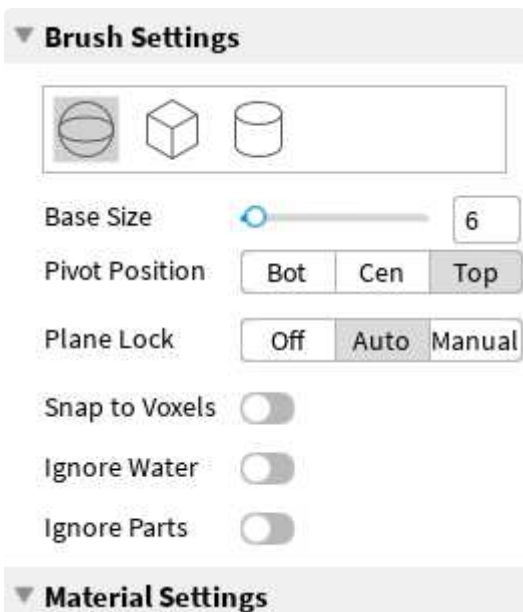 Brush Settings
Base Size 6
Pivot Position Bot Cen Top
Plane Lock Off Auto Manual
Snap to Voxels
Ignore Water
Ignore Parts
Material Settings